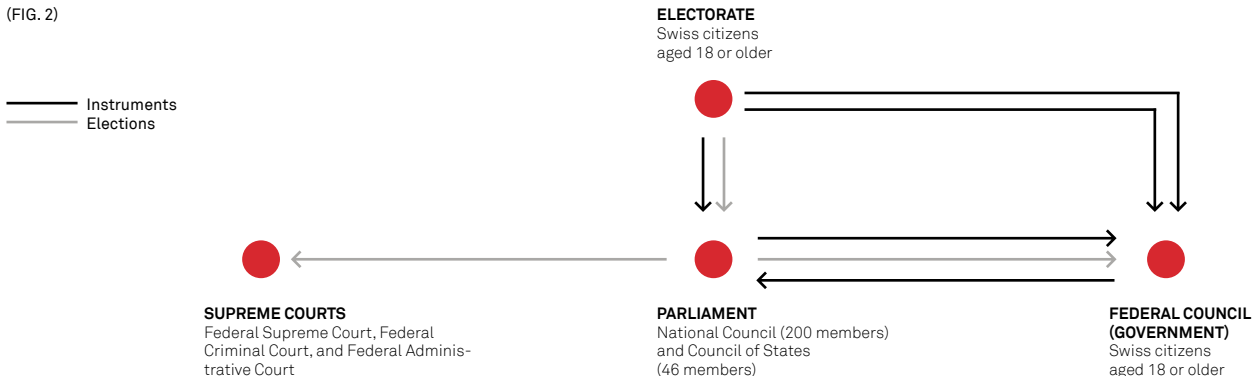 (FIG. 2)
ELECTORATE
Swiss citizens
aged 18 or older
Instruments
Elections
SUPREME COURTS
Federal Supreme Court, Federal
Criminal Court, and Federal Adminis-
trative Court
PARLIAMENT
National Council (200 members)
and Council of States
(46 members)
FEDERAL COUNCIL
(GOVERNMENT)
Swiss citizens
aged 18 or older